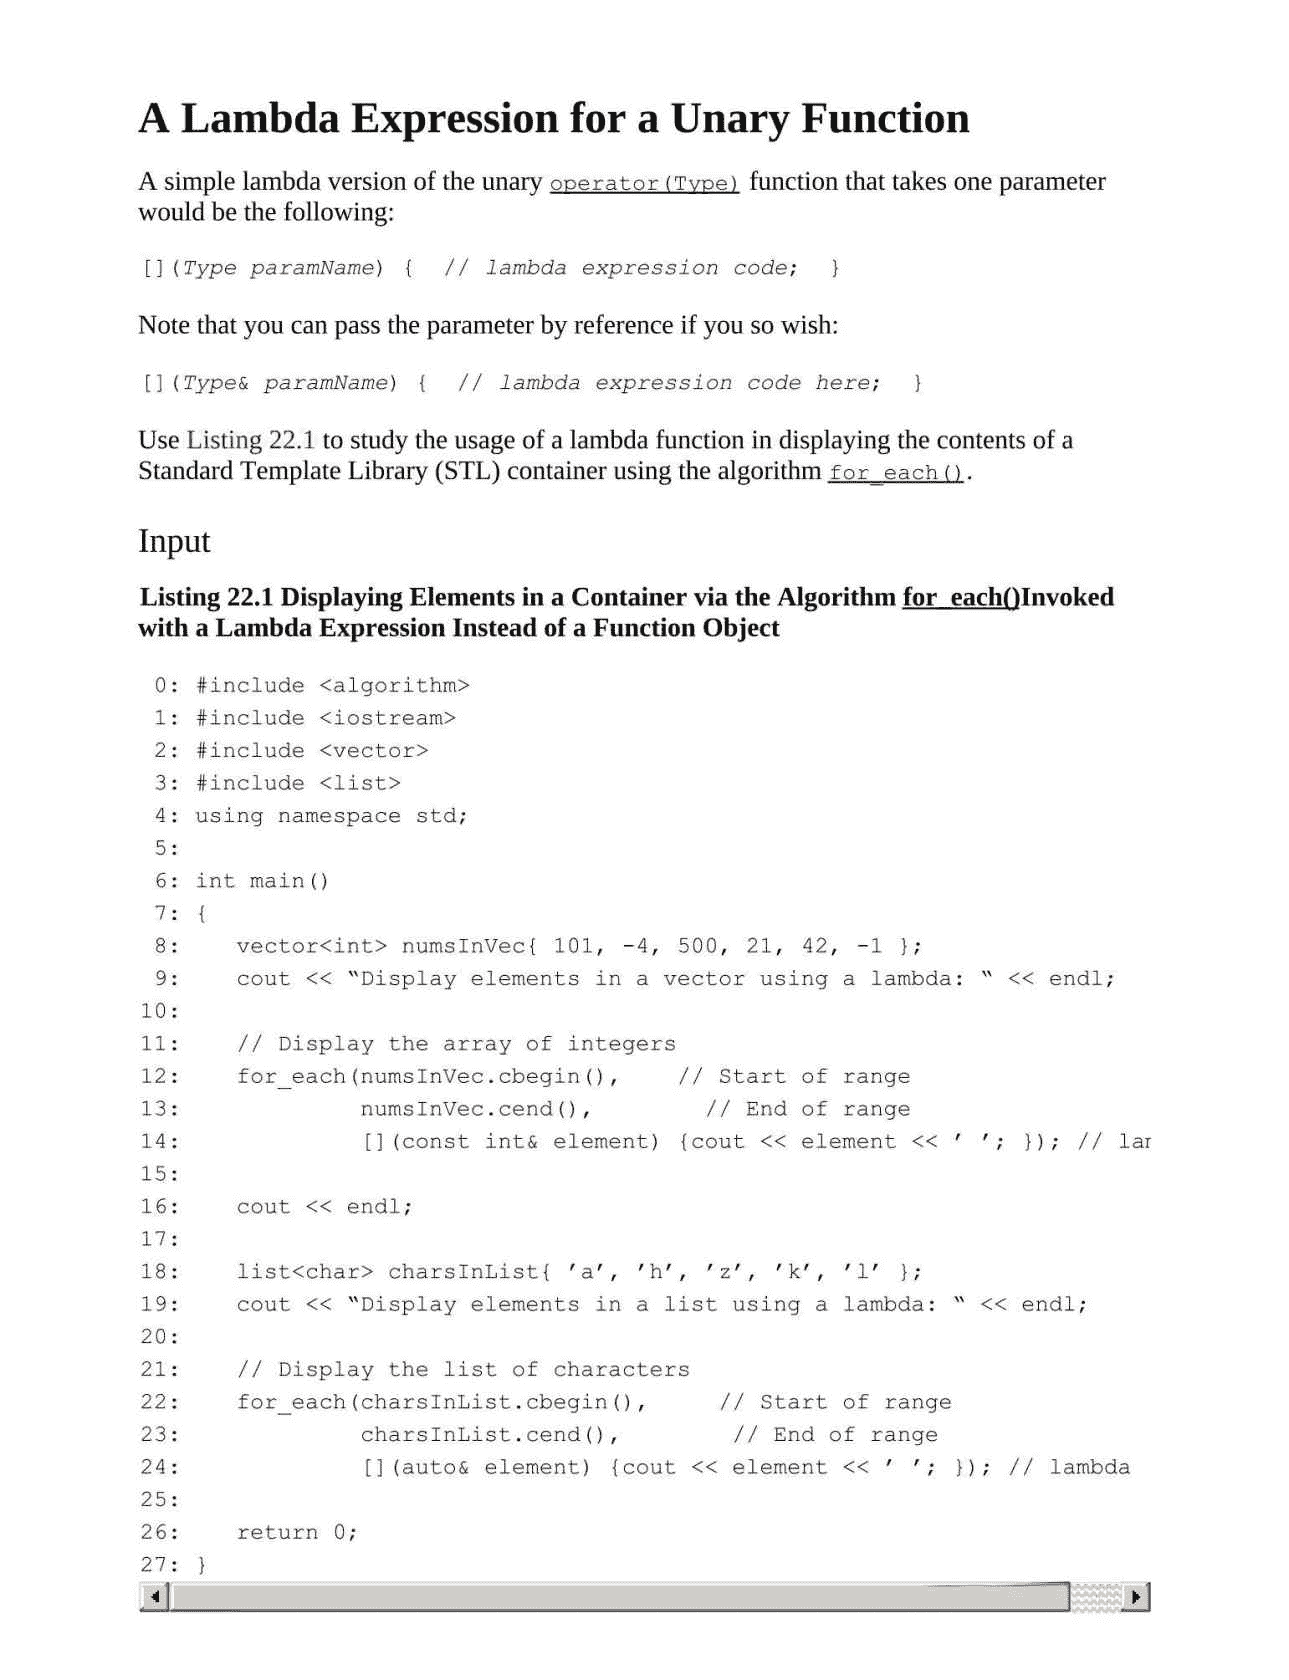 A Lambda Expression for a Unary Function
A simple lambda version of the unary operator(Type) function that takes one parameter
would be the following:
[](Type paramName) {  // lambda expression code;  }
Note that you can pass the parameter by reference if you so wish:
[](Type& paramName) {  // lambda expression code here;  }
Use Listing 22.1 to study the usage of a lambda function in displaying the contents of a
Standard Template Library (STL) container using the algorithm for_each().
Input
Listing 22.1 Displaying Elements in a Container via the Algorithm for_each()Invoked
with a Lambda Expression Instead of a Function Object
0: #include <algorithm>
1: #include <iostream>
2: #include <vector>
3: #include <list>
4: using namespace std;
5:
6: int main()
7: {
8:    vector<int> numsInVec{ 101, -4, 500, 21, 42, -1 };
9:    cout << “Display elements in a vector using a lambda: “ << endl;
10:
11:    // Display the array of integers
12:    for_each(numsInVec.cbegin(),    // Start of range
13:             numsInVec.cend(),        // End of range
14:             [](const int& element) {cout << element << ’ ’; }); // lar
15:
16:    cout << endl;
17:
18:    list<char> charsInList{ ’a’, ’h’, ’z’, ’k’, ’l’ };
19:    cout << “Display elements in a list using a lambda: “ << endl;
20:
21:    // Display the list of characters
22:    for_each(charsInList.cbegin(),     // Start of range
23:             charsInList.cend(),        // End of range
24:             [](auto& element) {cout << element << ’ ’; }); // lambda
25:
26:    return 0;
27: }